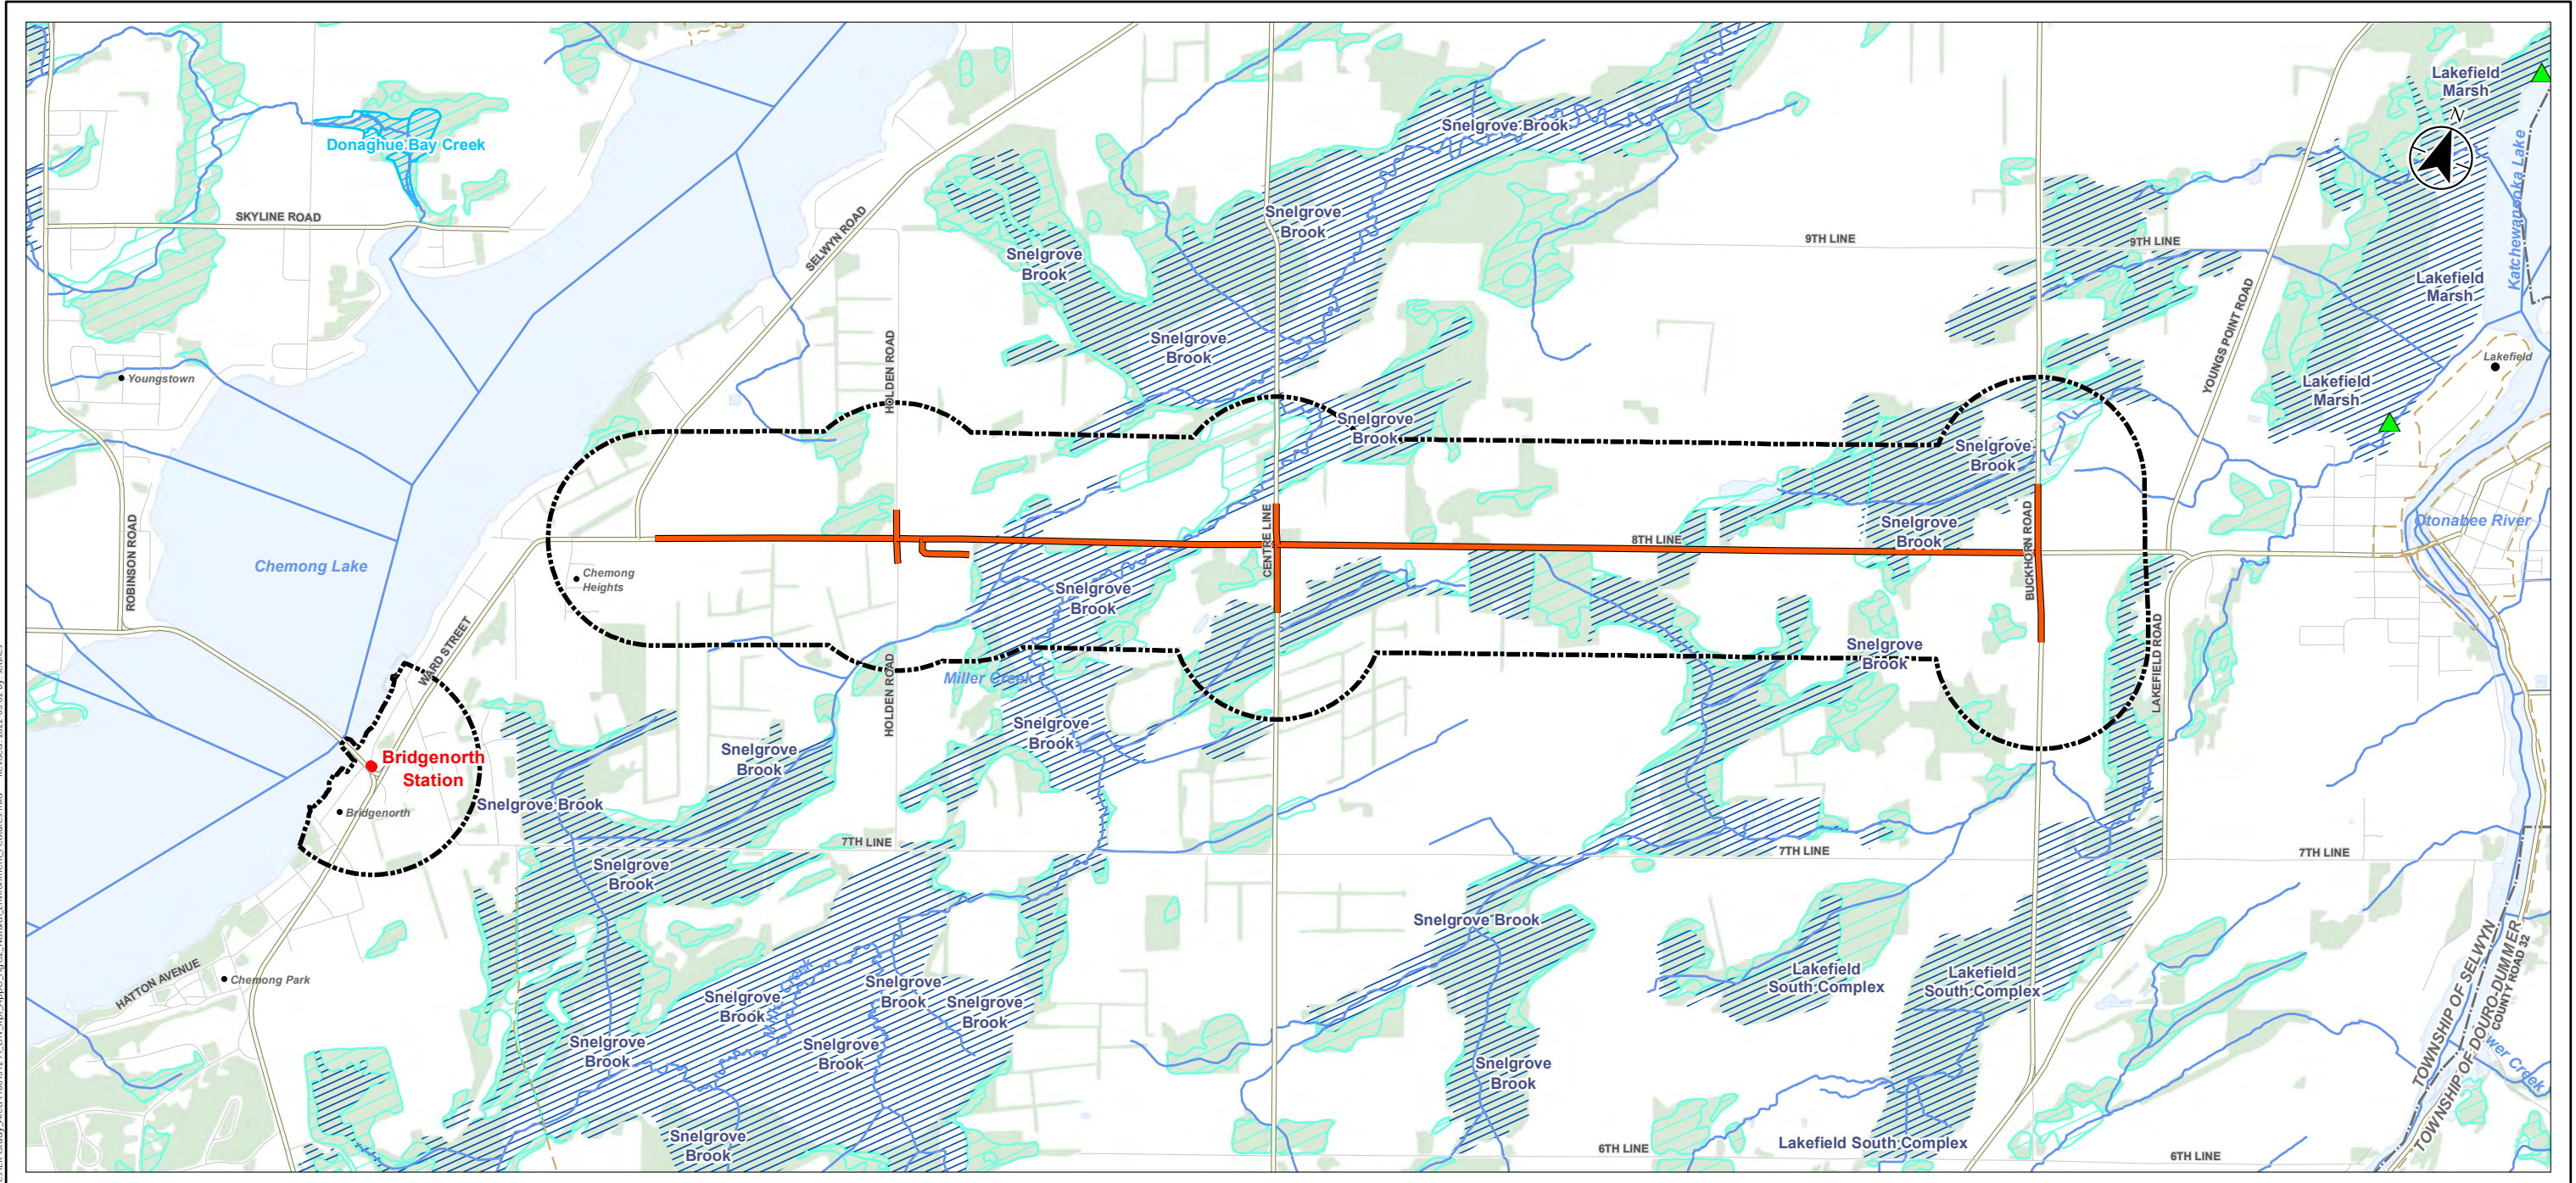 Lakefield
Marsh
N
Snelgrove Brook
Donaghue Bay Creek
Katchewanooka Lake
SKYLINE ROAD
SELWYN ROAD
Snelgrove
Brook
9TH LINE
9TH LINE
Snelgrove
Brook
Lakefield
Marsh
YOUNGS POINT ROAD
HOLDEN ROAD
Snelgrove
Brook
Youngstown
Lakefield
Lakefield
Marsh
Snelgrove
Brook
Snelgrove
Brook
ROBINSON ROAD
CENTRE LINE
BUCKHORN ROAD
Snelgrove
Brook
Otonabee River
8TH LINE
Chemong Lake
Chemong
Heights
Snelgrove
Brook
WARD STREET
LAKEFIELD ROAD
Snelgrove
Brook
HOLDEN ROAD
Miller Creek
Snelgrove
Brook
Snelgrove
Brook
Bridgenorth
Station
Snelgrove Brook
Bridgenorth
7TH LINE
7TH LINE
7TH LINE
Snelgrove
Brook
Snelgrove Brook
HATTON AVENUE
Chemong Park
Creek
Snelgrove
Brook
Snelgrove
Brook
Snelgrove
Brook
Lakefield
South Complex
Lakefield
South Complex
TOWNSHIP OF SELWYN
TOWNSHIP OF DOURO-DUMMER
COUNTY ROAD 32
Snelgrove
Brook
Snelgrove
Brook
Snelgrove
Brook
Creek
Snelgrove
Brook
6TH LINE
Lakefield South Complex
6TH LINE